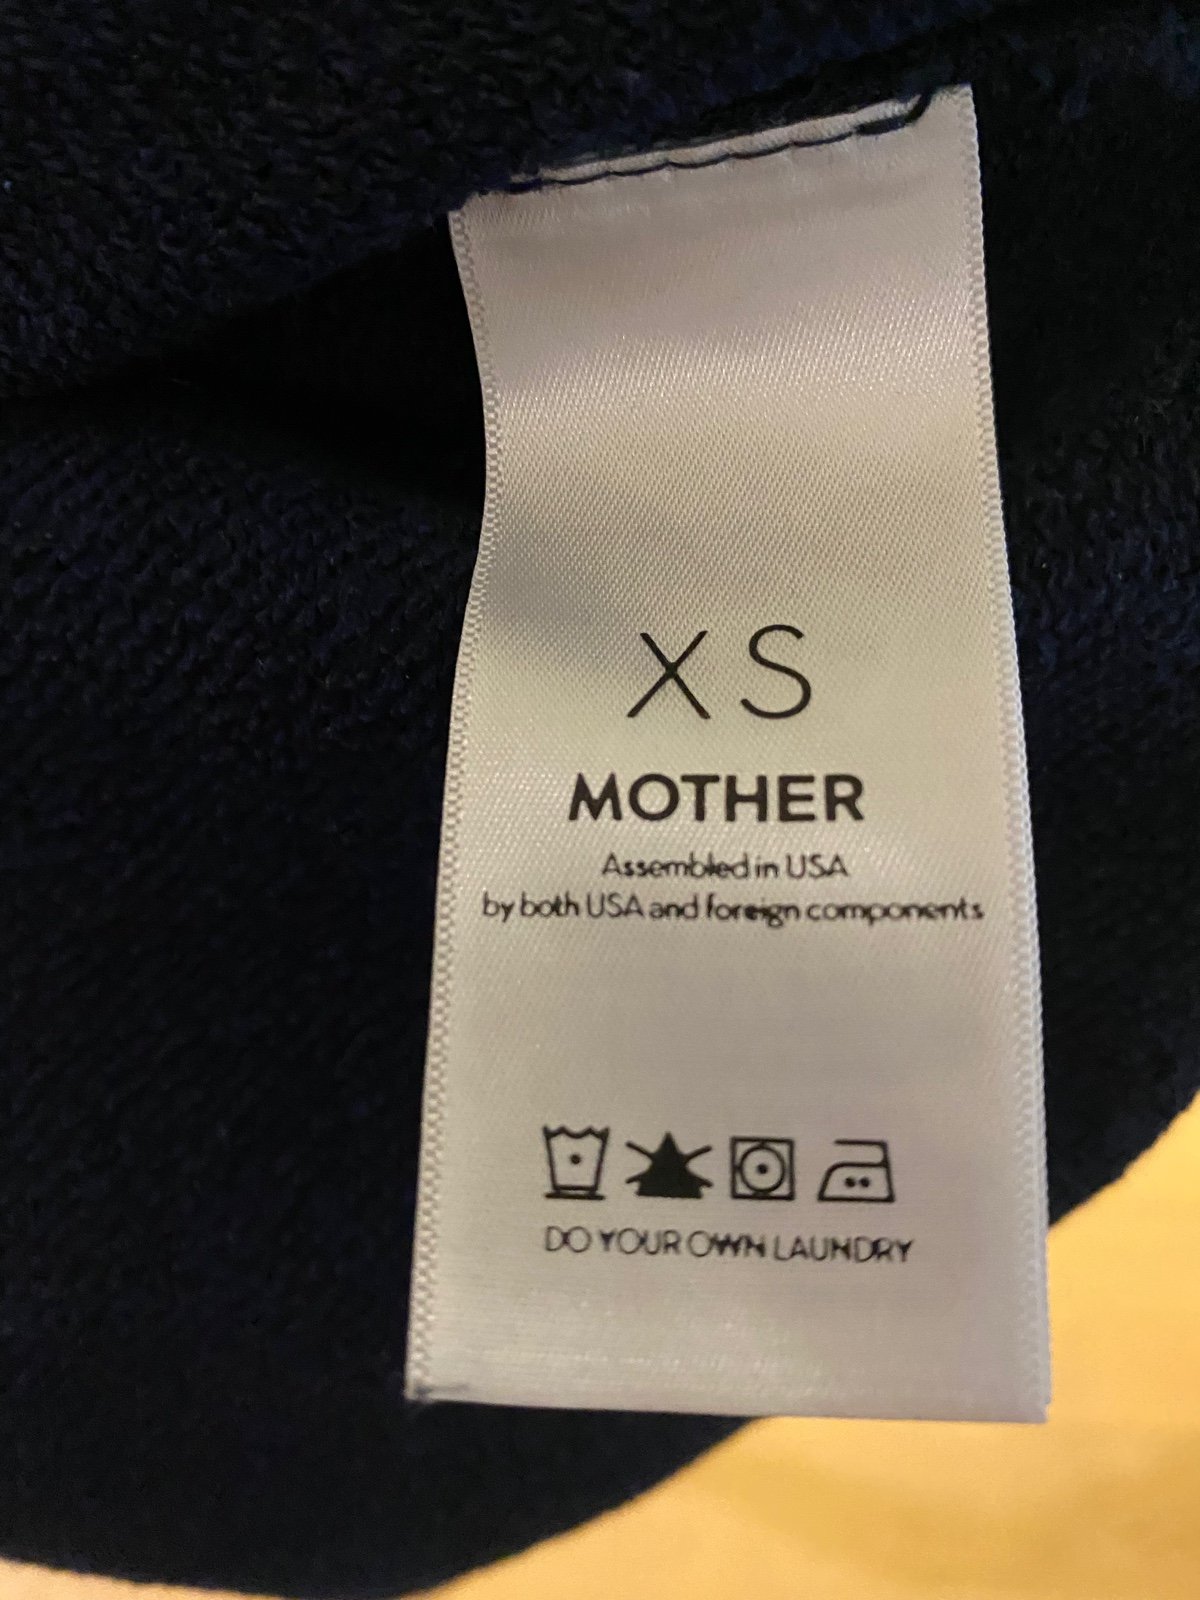 XS
MOTHER
Assembled in USA
by both USA and foreign components
DO YOUR OWN LAUNDRY